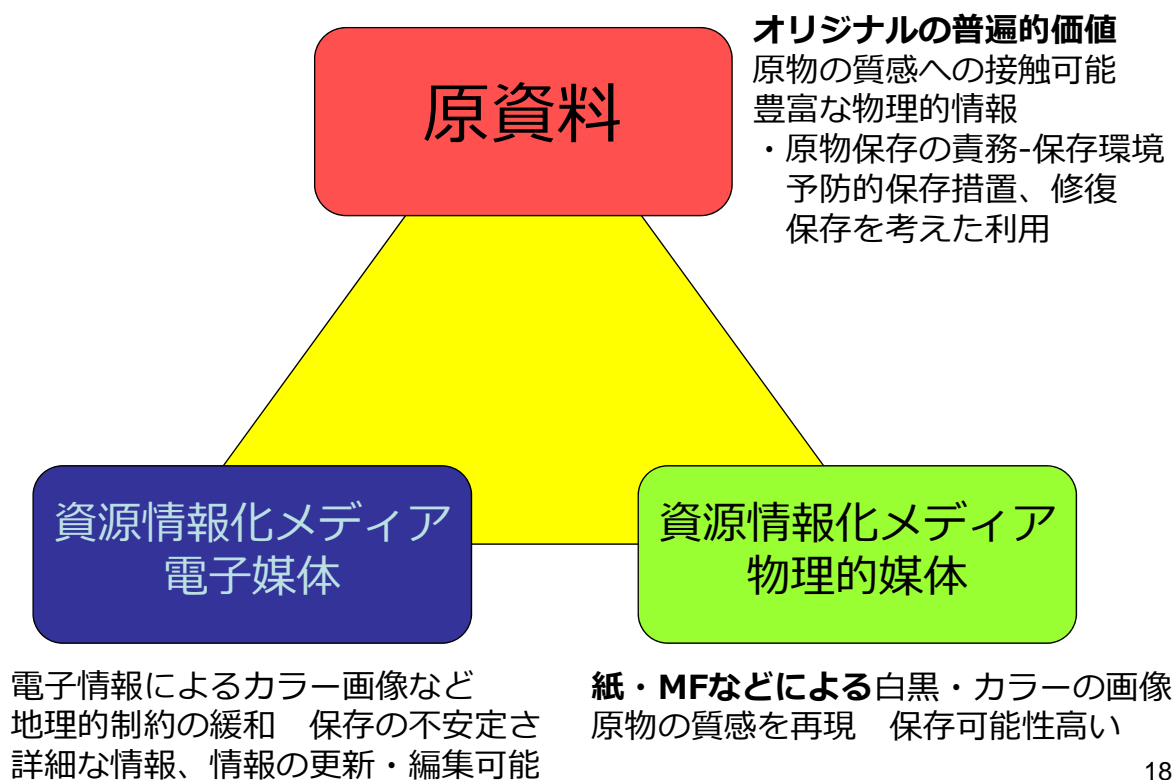 オリジナルの普遍的価値
原物の質感への接触可能
豊富な物理的情報
・原物保存の責務-保存環境
予防的保存措置、修復
保存を考えた利用
原資料
資源情報化メディア
電子媒体
資源情報化メディア
物理的媒体
電子情報によるカラー画像など
地理的制約の緩和　保存の不安定さ
詳細な情報、情報の更新・編集可能
紙・MFなどによる白黒・カラーの画像
原物の質感を再現　保存可能性高い
18